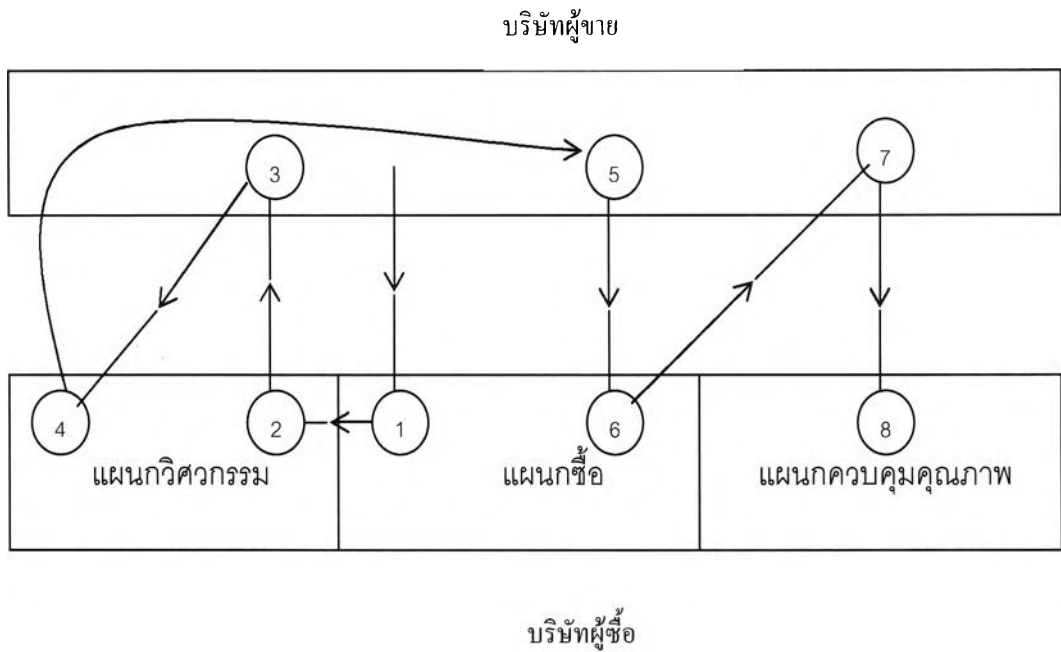 บริษัทผู้ขาย
3 5 7
4 2 1 6 8
แผนกวิศวกรรม แผนกซื้อ แผนกควบคุมคุณภาพ
บริษัทผู้ซื้อ